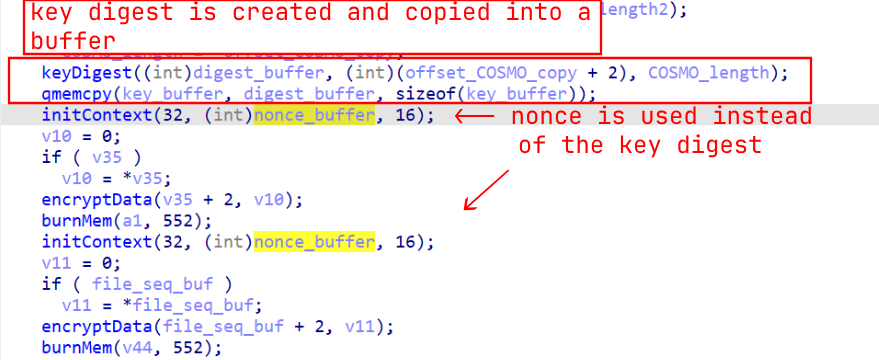 key digest is created and copied into a
buffer
length2);
keyDigest((int)digest_buffer, (int)(offset_COSMO_copy + 2), COSMO_length);
qmemcpy(key_buffer, digest_buffer, sizeof(key_buffer));
initContext(32, (int)nonce_buffer, 16);
nonce is used instead
of the key digest
v10 = 0;
if ( v35 )
v10 = *v35;
encryptData(v35 + 2, v10);
burnMem(a1, 552);
initContext(32, (int)nonce_buffer, 16);
v11 = 0;
if ( file_seq_buf )
v11 = *file_seq_buf;
encryptData(file_seq_buf + 2, v11);
burnMem(v44, 552);